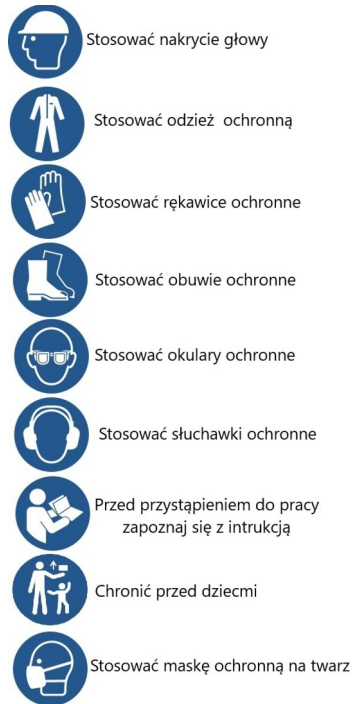 Stosować nakrycie głowy
Stosować odzież ochronną
Stosować rękawice ochronne
Stosować obuwie ochronne
Stosować okulary ochronne
Stosować słuchawki ochronne
Przed przystąpieniem do pracy
zapoznaj się z intrukcją
Chronić przed dziecmi
Stosować maskę ochronną na twarz